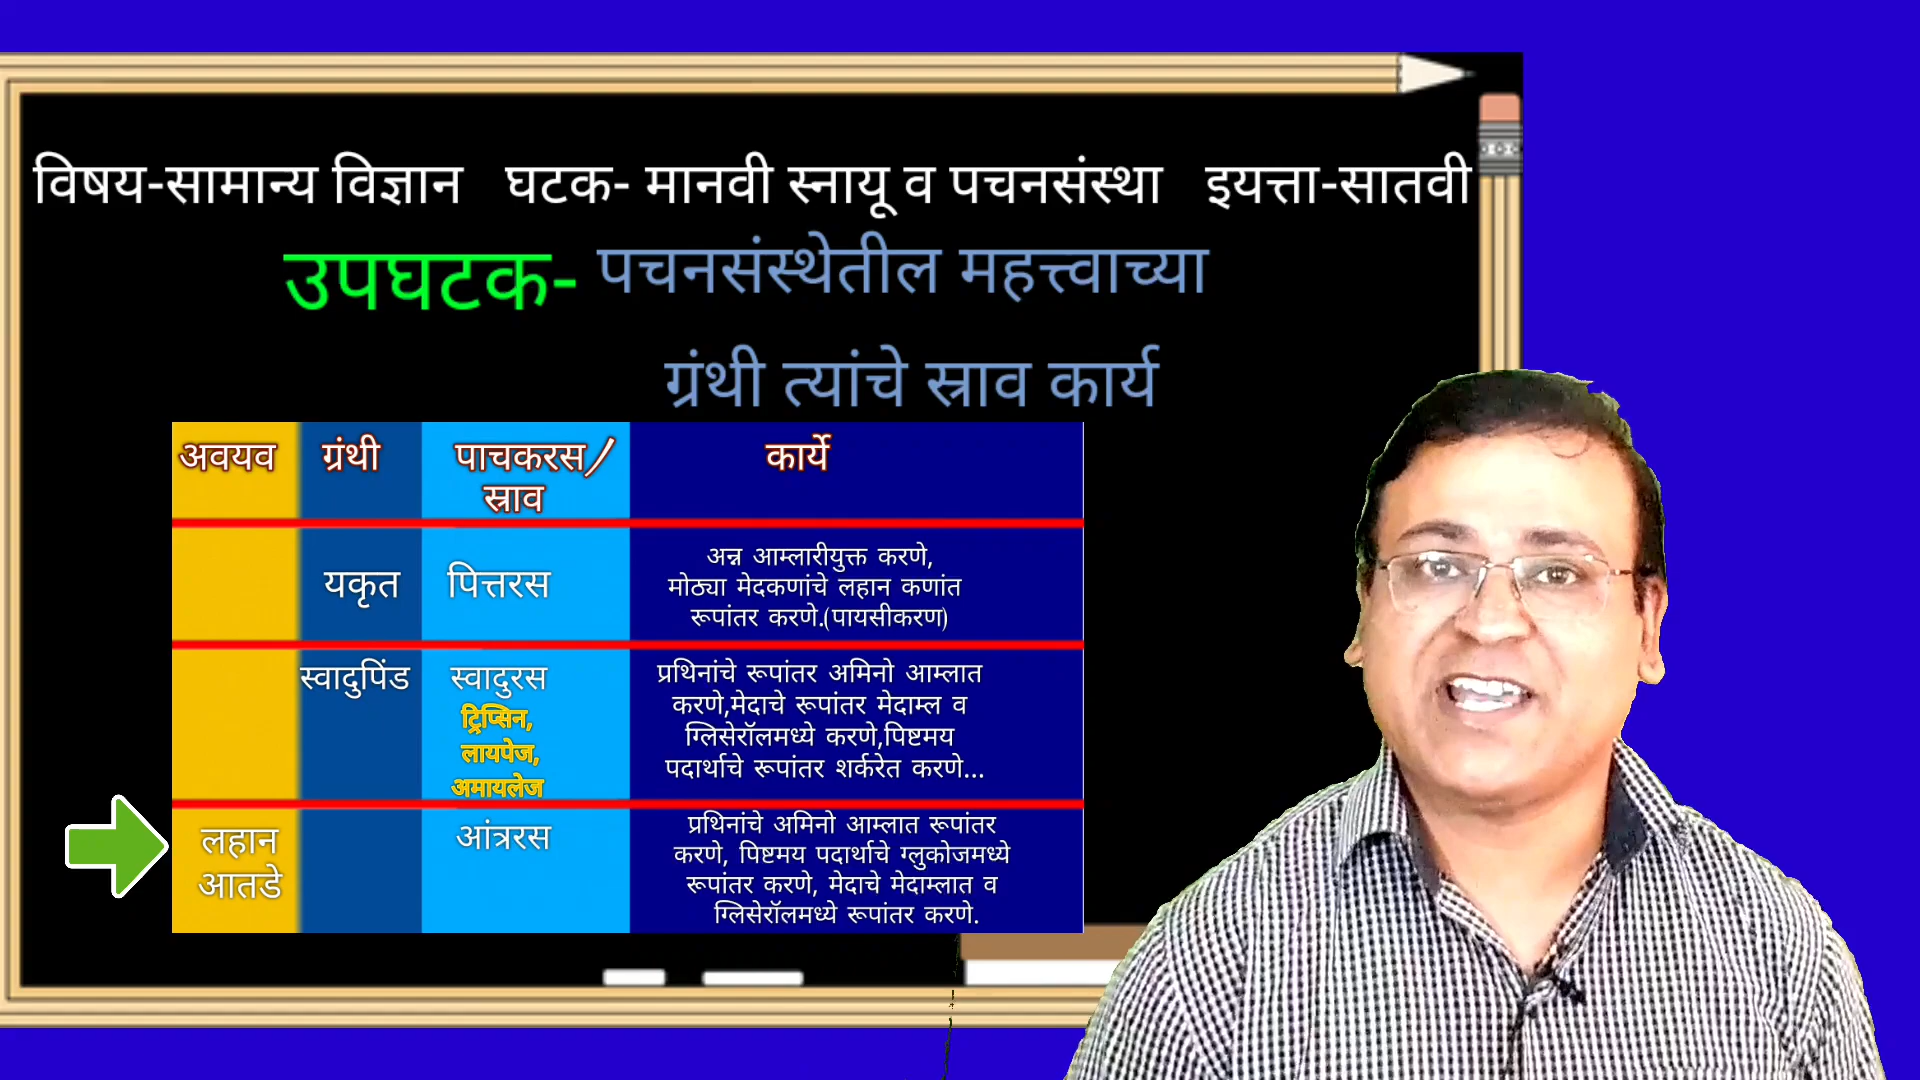 विषय-सामान्य विज्ञान घटक- मानवी स्नायू व पचनसंस्था इयत्ता-सातवी
उपघटक- पचनसंस्थेतील महत्त्वाच्या
ग्रंथी त्यांचे स्राव कार्य
अवयव ग्रंथी पाचकरस/ कार्ये
स्राव
यकृत पित्तरस
अन्न आम्लारीयुक्त करणे,
मोठ्या मेदकणांचे लहान कणांत
रूपांतर करणे.(पायसीकरण)
स्वादुपिंड स्वादुरस
ट्रिप्सिन,
लायपेज,
अमायलेज
प्रथिनांचे रूपांतर अमिनो आम्लात
करणे,मेदाचे रूपांतर मेदाम्ल व
ग्लिसेरॉलमध्ये करणे,पिष्टमय
पदार्थाचे रूपांतर शर्करेत करणे...
लहान
आतडे
आंत्ररस
प्रथिनांचे अमिनो आम्लात रूपांतर
करणे, पिष्टमय पदार्थाचे ग्लुकोजमध्ये
रूपांतर करणे, मेदाचे मेदाम्लात व
ग्लिसेरॉलमध्ये रूपांतर करणे.